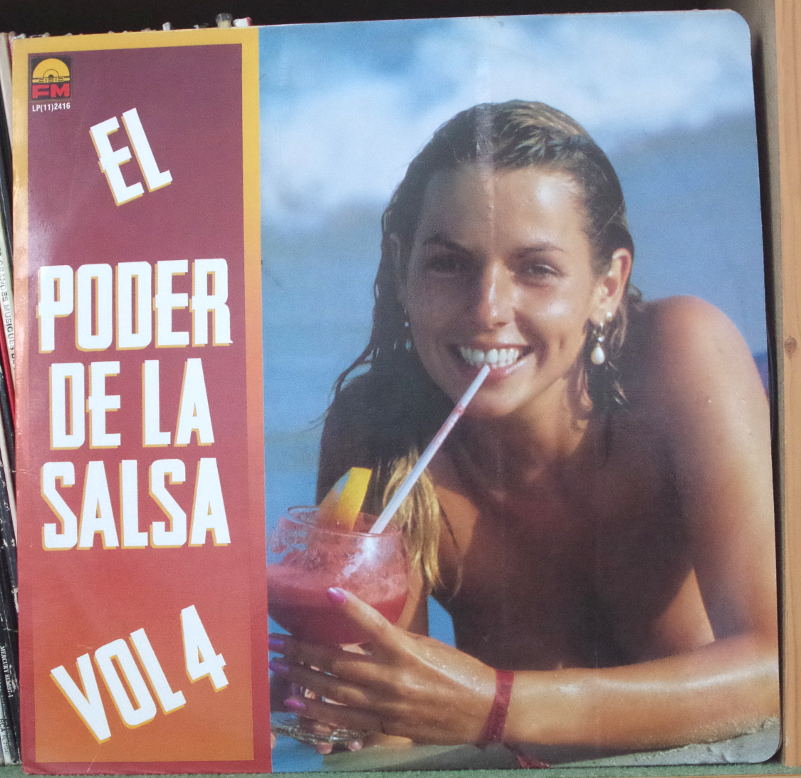 FM
LP(11)2416
EL
PODER
DE LA
SALSA
VOL 4